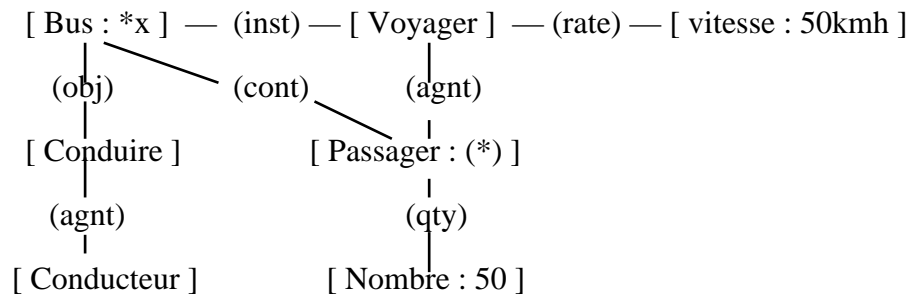 [ Bus : *x ] — (inst) — [ Voyager ] — (rate) — [ vitesse : 50kmh ]
(obj) (cont) (agnt)
[ Conduire ] [ Passager : (*) ]
(agnt) (qty)
[ Conducteur ] [ Nombre : 50 ]